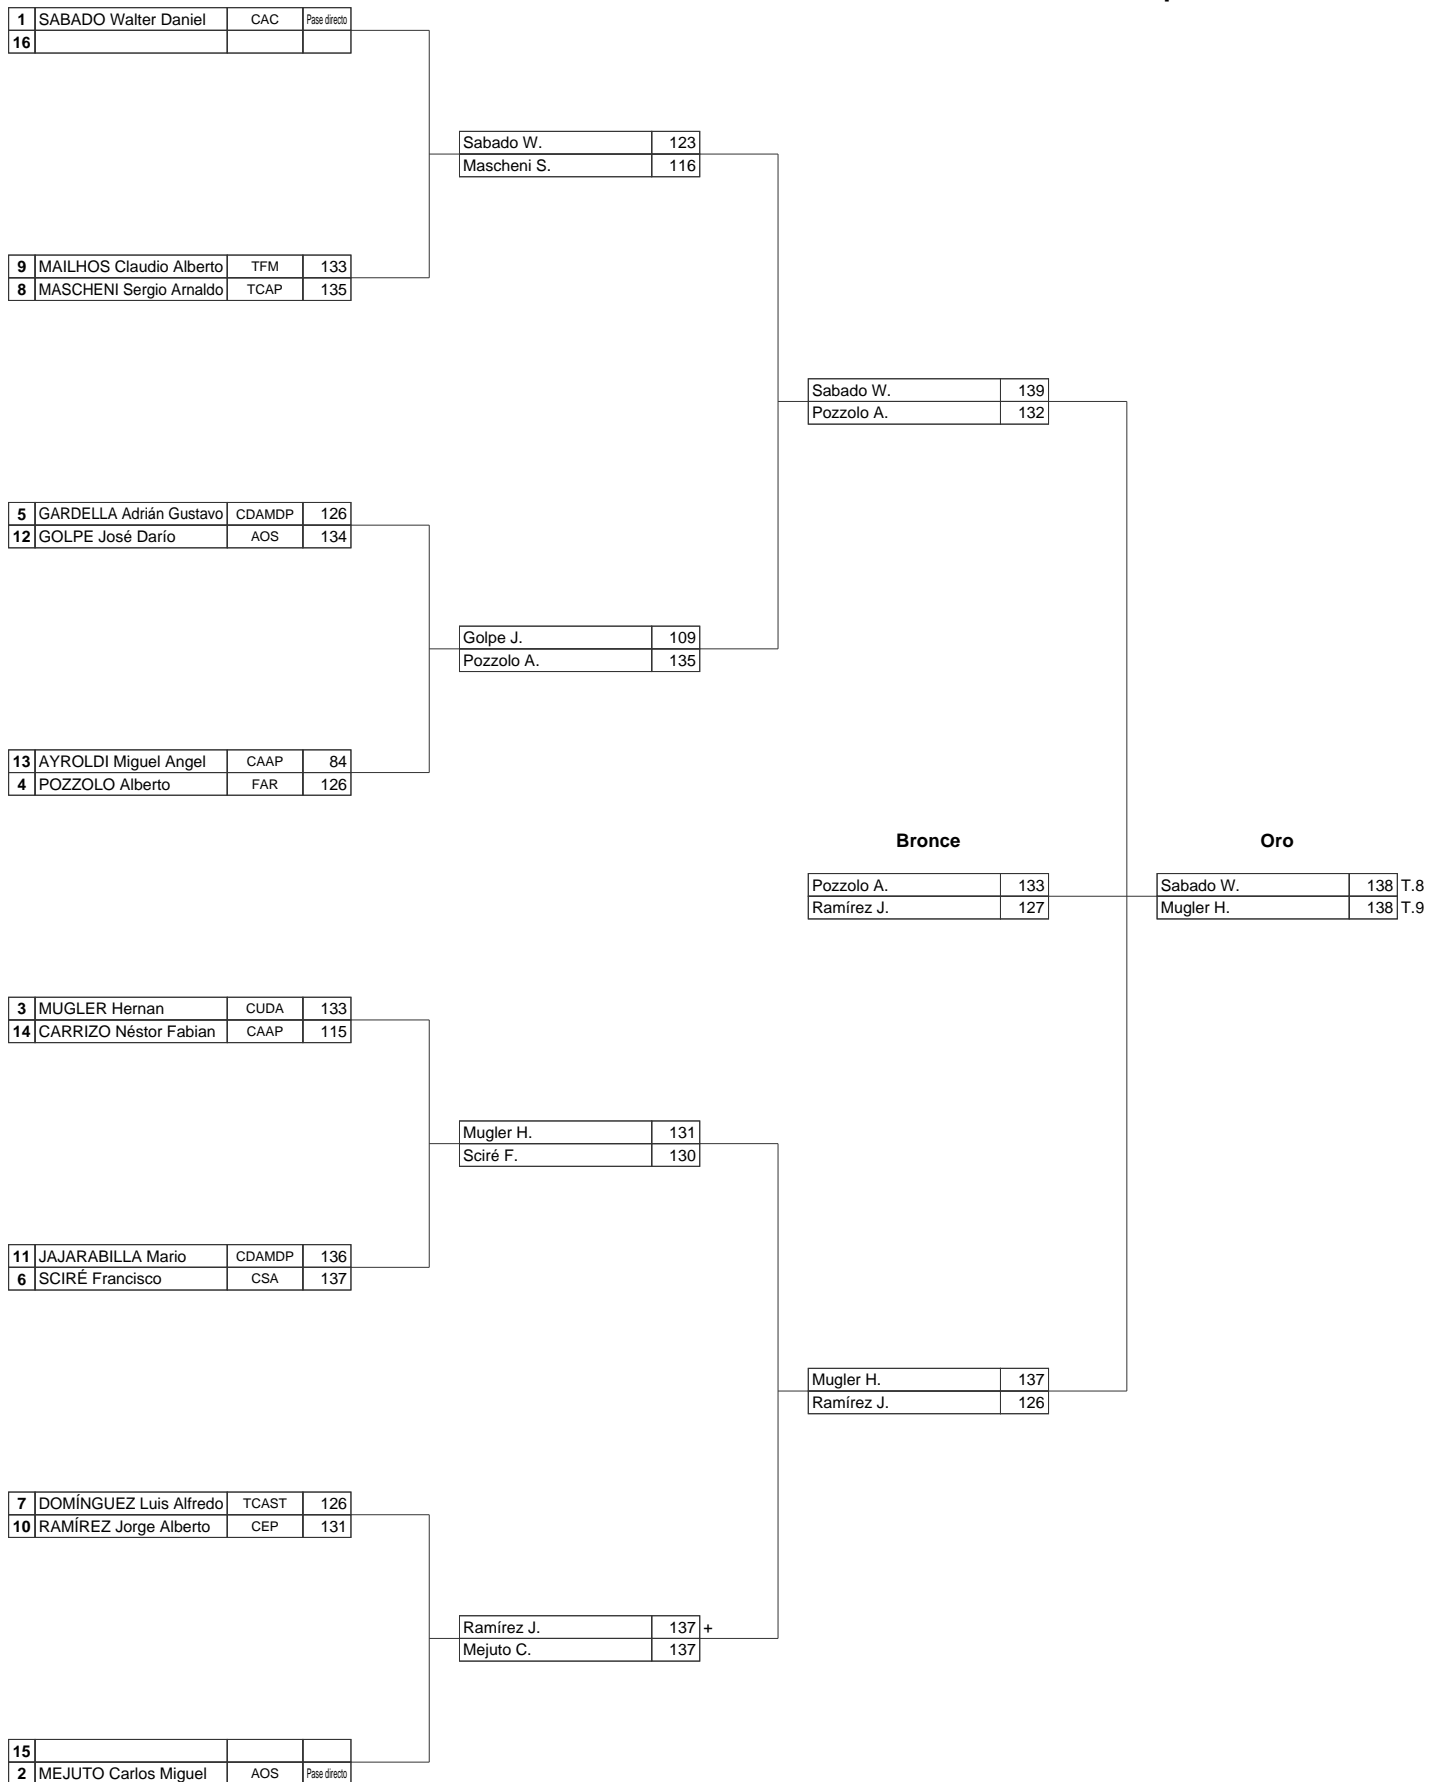 1 SABADO Walter Daniel CAC Pase directo
16
Sabado W. 123
Mascheni S. 116
9 MAILHOS Claudio Alberto TFM 133
8 MASCHENI Sergio Arnaldo TCAP 135
Sabado W. 139
Pozzolo A. 132
5 GARDELLA Adrián Gustavo CDAMDP 126
12 GOLPE José Darío AOS 134
Golpe J. 109
Pozzolo A. 135
13 AYROLDI Miguel Angel CAAP 84
4 POZZOLO Alberto FAR 126
Bronce Oro
Pozzolo A. 133 Sabado W. 138 T.8
Ramírez J. 127 Mugler H. 138 T.9
3 MUGLER Hernan CUDA 133
14 CARRIZO Néstor Fabian CAAP 115
Mugler H. 131
Sciré F. 130
11 JAJARABILLA Mario CDAMDP 136
6 SCIRÉ Francisco CSA 137
Mugler H. 137
Ramírez J. 126
7 DOMÍNGUEZ Luis Alfredo TCAST 126
10 RAMÍREZ Jorge Alberto CEP 131
Ramírez J. 137 +
Mejuto C. 137
15
2 MEJUTO Carlos Miguel AOS Pase directo